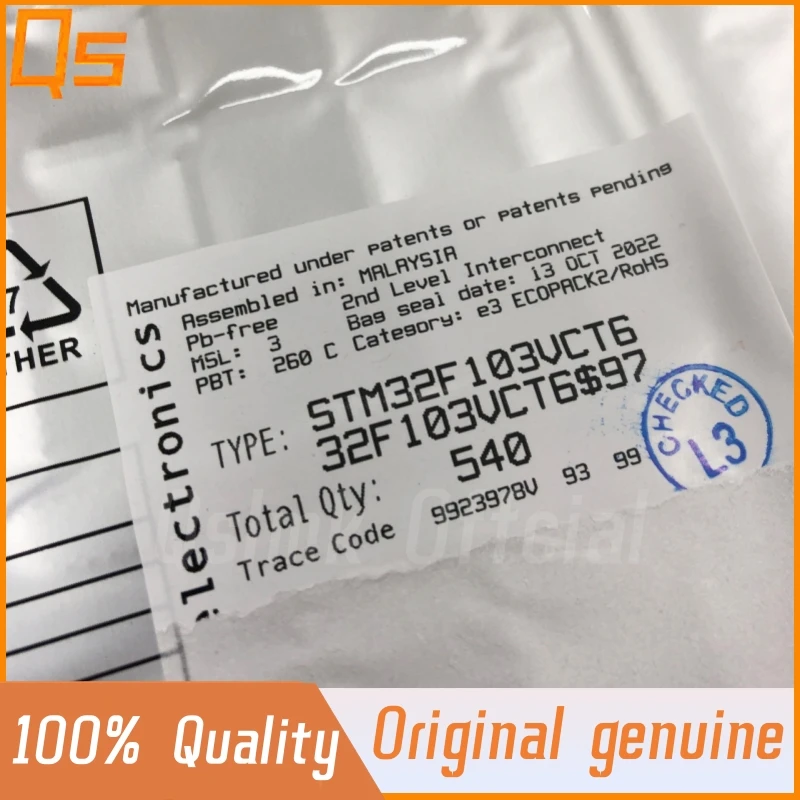 Qs
Manufactured under patents or patents pending
Assembled in: MALAYSIA
Pb-free 2nd Level Interconnect
MSL: 3 Bag seal date: 13 OCT 2022
PBT: 260 C Category: e3 ECOPACK2/RoHS
TYPE: STM32F103VCT6
32F103VCT6$97
Total Qty: 540
Trace Code 9923978V 93 99
electronics
7
THER
CHECKED
L3
Official
100% Quality
Original genuine